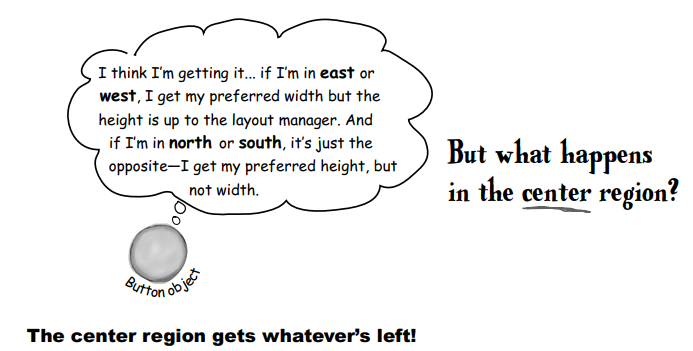 I think I'm getting it... if I'm in east or
west, I get my preferred width but the
height is up to the layout manager. And
if I'm in north or south, it's just the
opposite—I get my preferred height, but
not width.
But what happens
in the center region?
Button object
The center region gets whatever's left!